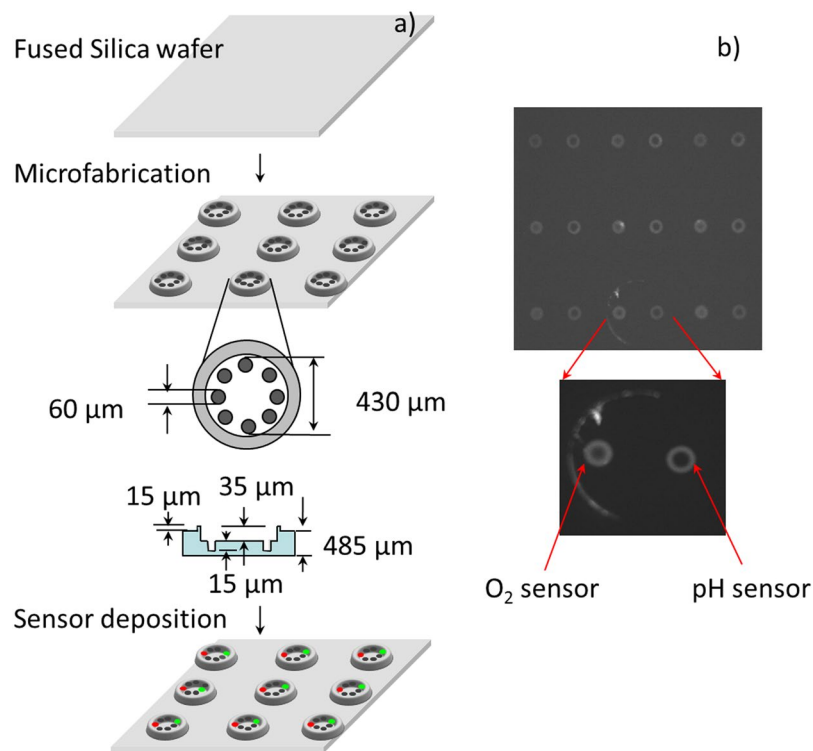 a)
Fused Silica wafer
b)
Microfabrication
60 μm
430 μm
15 μm
35 μm
485 μm
15 μm
O₂ sensor
pH sensor
Sensor deposition